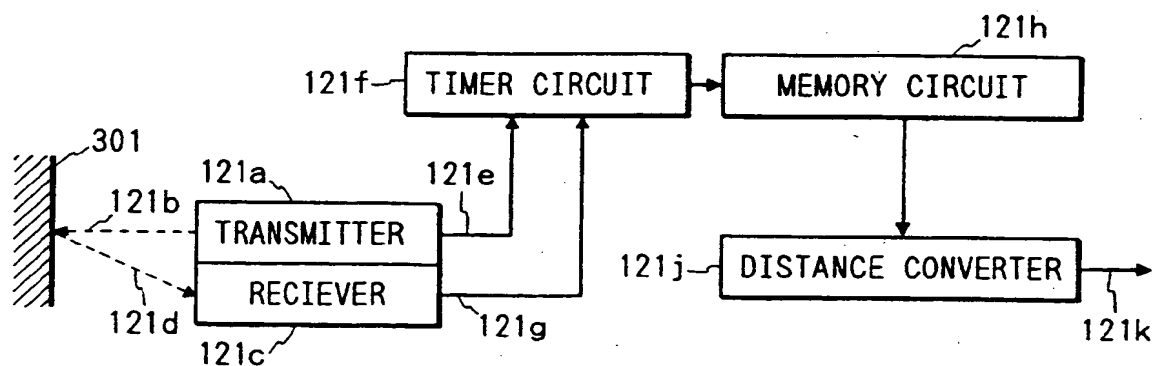 121h
121f
TIMER CIRCUIT
MEMORY CIRCUIT
301
121a
121e
121b
TRANSMITTER
121j
DISTANCE CONVERTER
RECIEVER
121d
121g
121k
121c